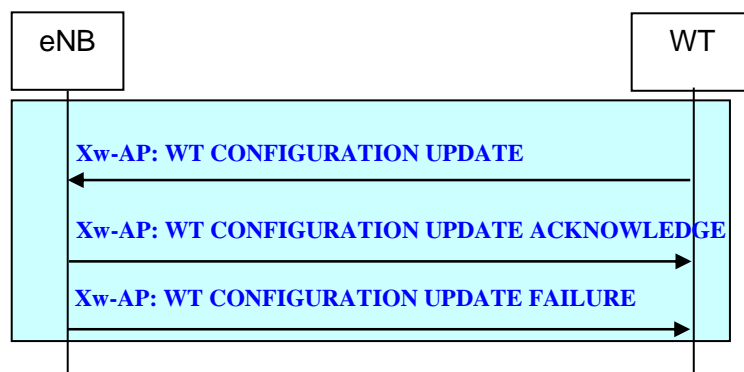 eNB
WT
Xw-AP: WT CONFIGURATION UPDATE
Xw-AP: WT CONFIGURATION UPDATE ACKNOWLEDGE
Xw-AP: WT CONFIGURATION UPDATE FAILURE